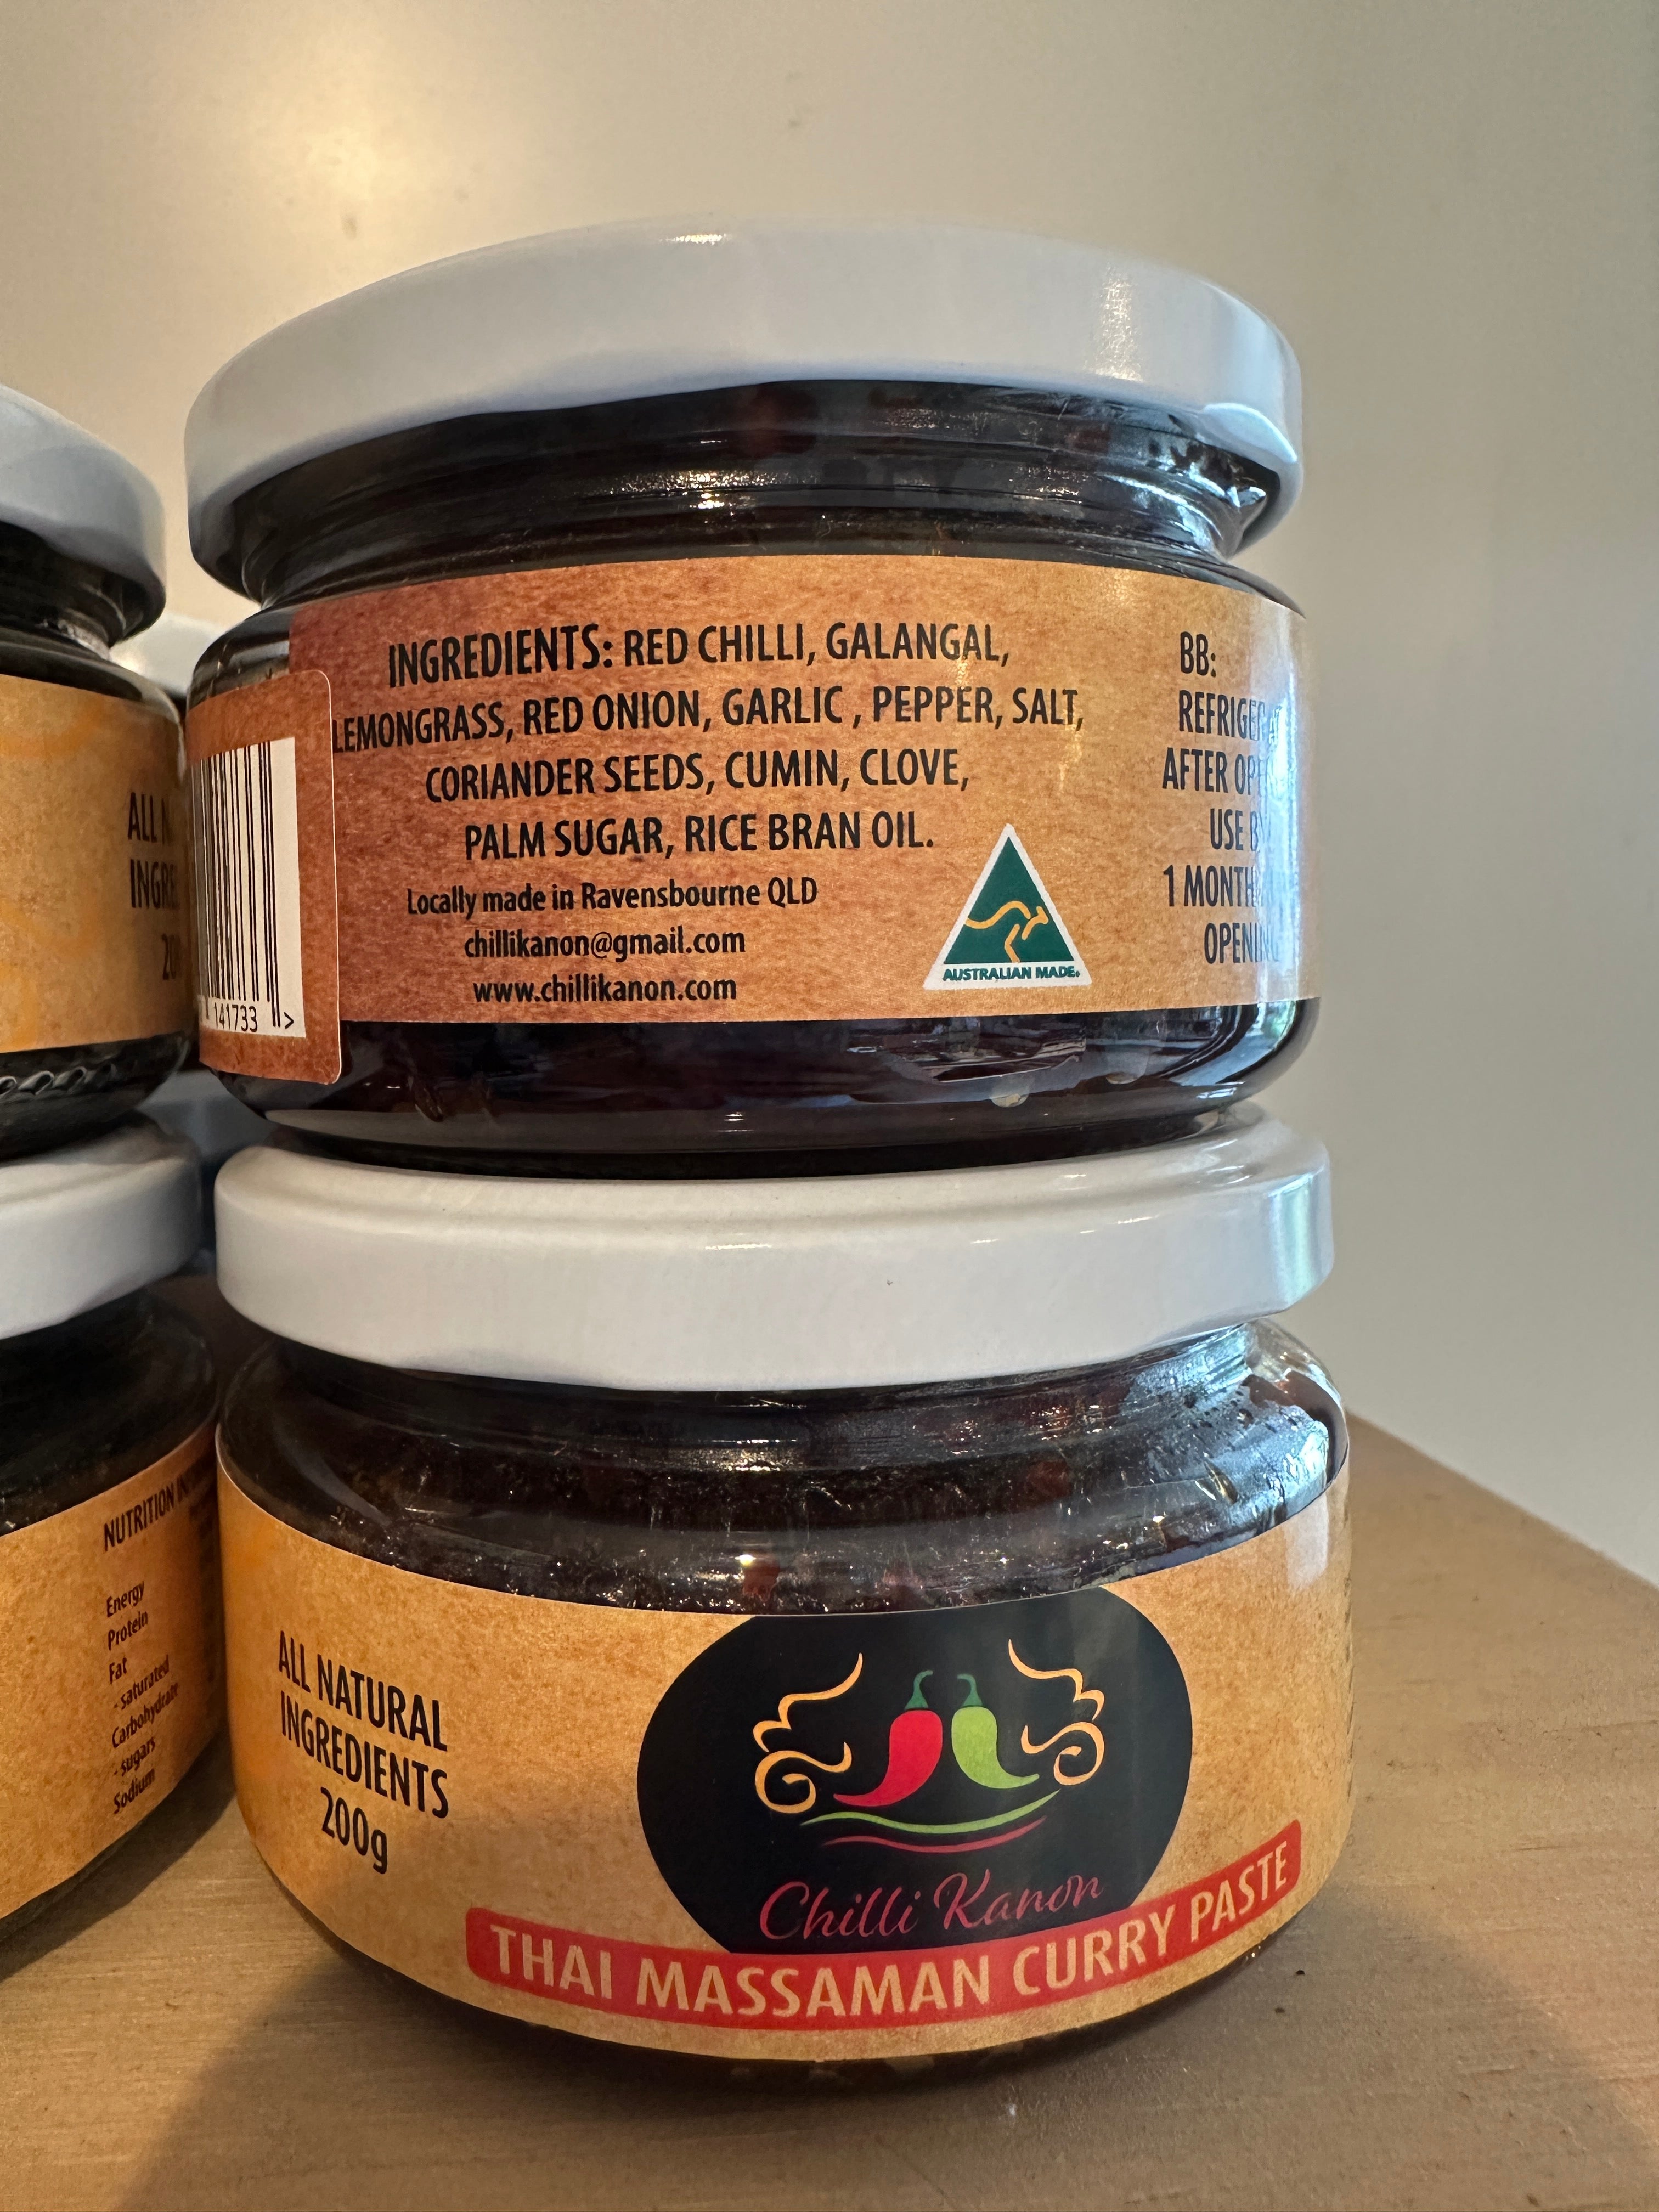 INGREDIENTS: RED CHILLI, GALANGAL,
LEMONGRASS, RED ONION, GARLIC , PEPPER, SALT,
CORIANDER SEEDS, CUMIN, CLOVE,
PALM SUGAR, RICE BRAN OIL.
Locally made in Ravensbourne QLD
chillikanon@gmail.com
www.chillikanon.com
AUSTRALIAN MADE.
141733 >
BB:
AFTER
USE
1 MONTH
ALL
NUTRITION
Energy
Protein
Fat
- saturated
Carbohydrate
- sugars
Sodium
ALL NATURAL
INGREDIENTS
200g
Chilli Kanon
THAI MASSAMAN CURRY PASTE